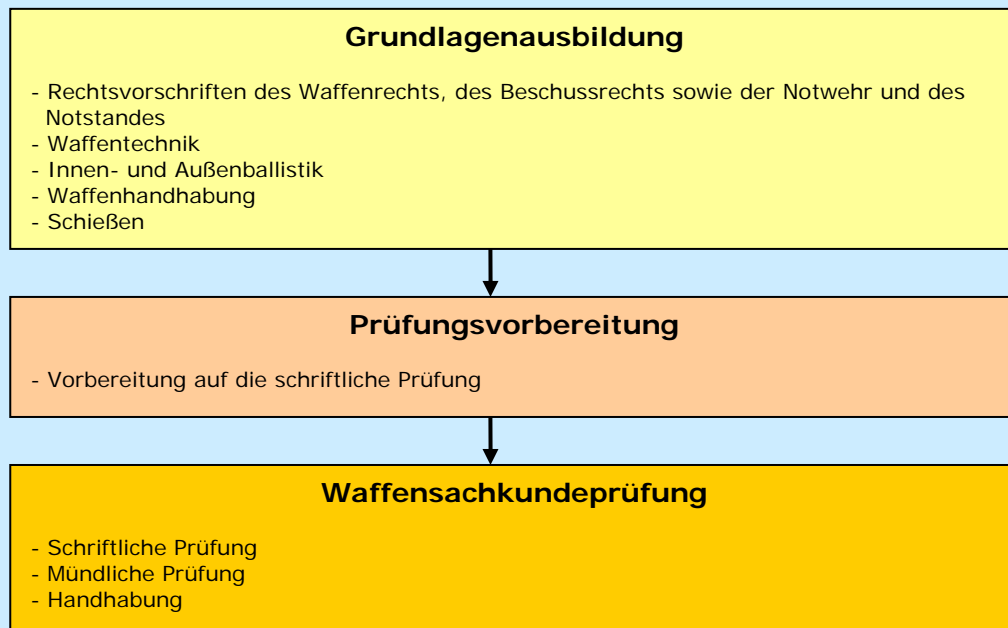 Grundlagenausbildung
- Rechtsvorschriften des Waffenrechts, des Beschussrechts sowie der Notwehr und des
Notstandes
- Waffentechnik
- Innen- und Außenballistik
- Waffenhandhabung
- Schießen
Prüfungsvorbereitung
- Vorbereitung auf die schriftliche Prüfung
Waffensachkundeprüfung
- Schriftliche Prüfung
- Mündliche Prüfung
- Handhabung